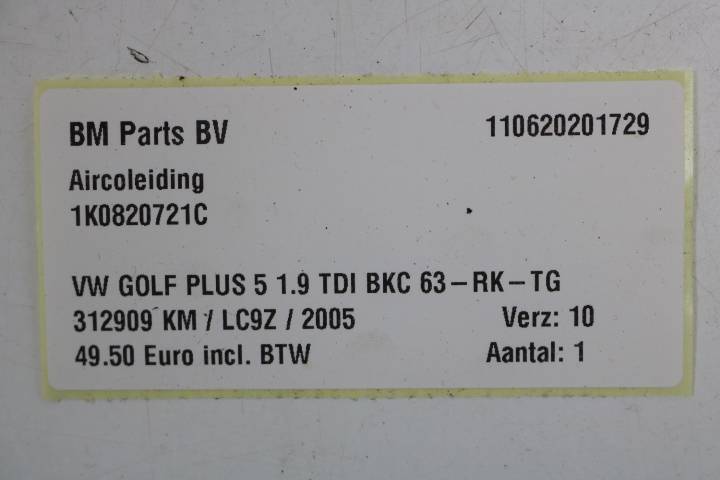 BM Parts BV 110620201729
Aircoleiding
1K0820721C
VW GOLF PLUS 5 1.9 TDI BKC 63-RK-TG
312909 KM / LC9Z / 2005 Verz: 10
49.50 Euro incl. BTW Aantal: 1